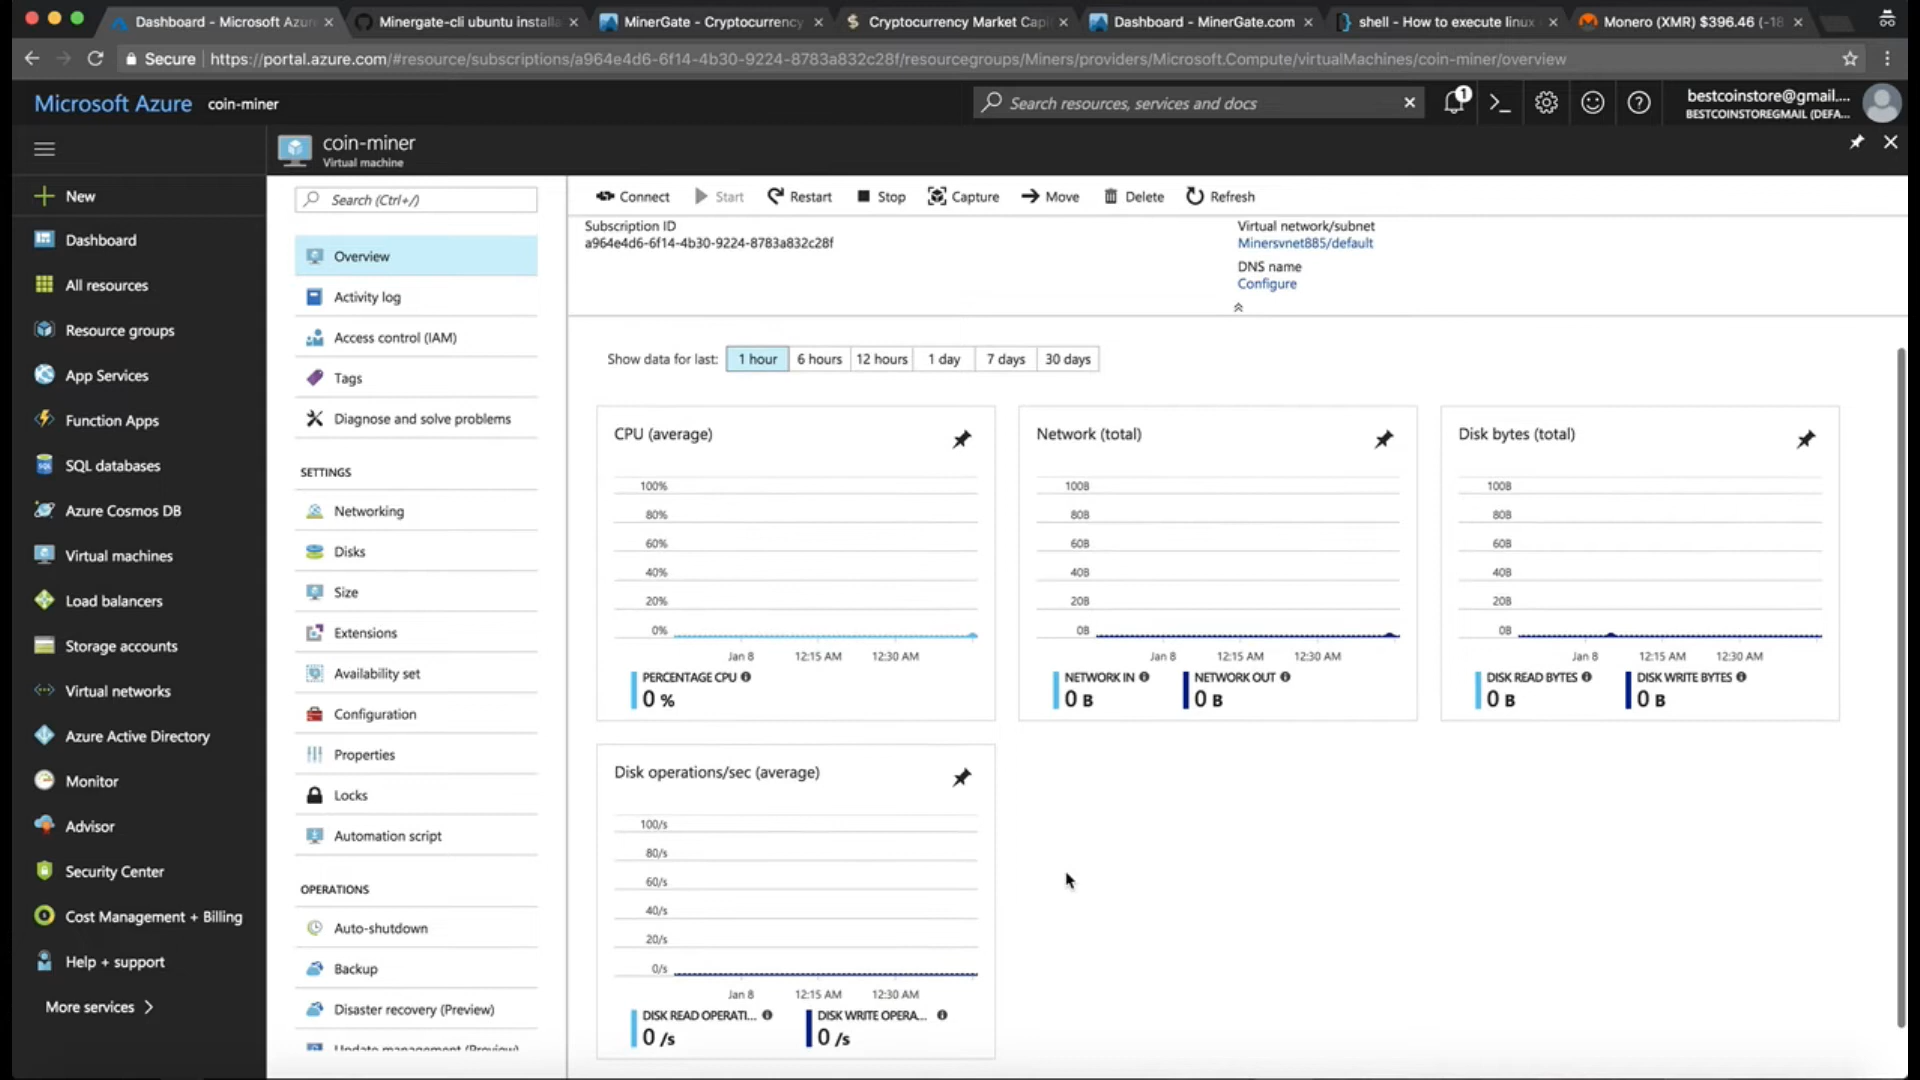 Dashboard - Microsoft Azur
Minergate-cli ubuntu installa
MinerGate - Cryptocurrency
Cryptocurrency Market Cap
Dashboard - MinerGate.com
shell - How to execute linux
Monero (XMR) $396.46 (-18
Secure
https://portal.azure.com/#resource/subscriptions/a964e4d6-6f14-4b30-9224-8783a832c28f/resourcegroups/Miners/providers/Microsoft.Compute/virtualMachines/coin-miner/overview
Microsoft Azure coin-miner
Search resources, services and docs
1
bestcoinstore@gmail....
BESTCOINSTOREGMAIL (DEFA...
coin-miner
Virtual machine
New
Dashboard
All resources
Resource groups
App Services
Function Apps
SQL databases
Azure Cosmos DB
Virtual machines
Load balancers
Storage accounts
Virtual networks
Azure Active Directory
Monitor
Advisor
Security Center
Cost Management + Billing
Help + support
More services
Search (Ctrl+/)
Overview
Activity log
Access control (IAM)
Tags
Diagnose and solve problems
SETTINGS
Networking
Disks
Size
Extensions
Availability set
Configuration
Properties
Locks
Automation script
OPERATIONS
Auto-shutdown
Backup
Disaster recovery (Preview)
Update management (Preview)
Connect Start Restart Stop Capture Move Delete Refresh
Subscription ID
a964e4d6-6f14-4b30-9224-8783a832c28f
Virtual network/subnet
Minersvnet885/default
DNS name
Configure
Show data for last: 1 hour 6 hours 12 hours 1 day 7 days 30 days
CPU (average)
100%
80%
60%
40%
20%
0%
Jan 8 12:15 AM 12:30 AM
PERCENTAGE CPU
0 %
Network (total)
100B
80B
60B
40B
20B
0B
Jan 8 12:15 AM 12:30 AM
NETWORK IN NETWORK OUT
0 B 0 B
Disk bytes (total)
100B
80B
60B
40B
20B
0B
Jan 8 12:15 AM 12:30 AM
DISK READ BYTES DISK WRITE BYTES
0 B 0 B
Disk operations/sec (average)
100/s
80/s
60/s
40/s
20/s
0/s
Jan 8 12:15 AM 12:30 AM
DISK READ OPERATI... DISK WRITE OPERA...
0 /s 0 /s